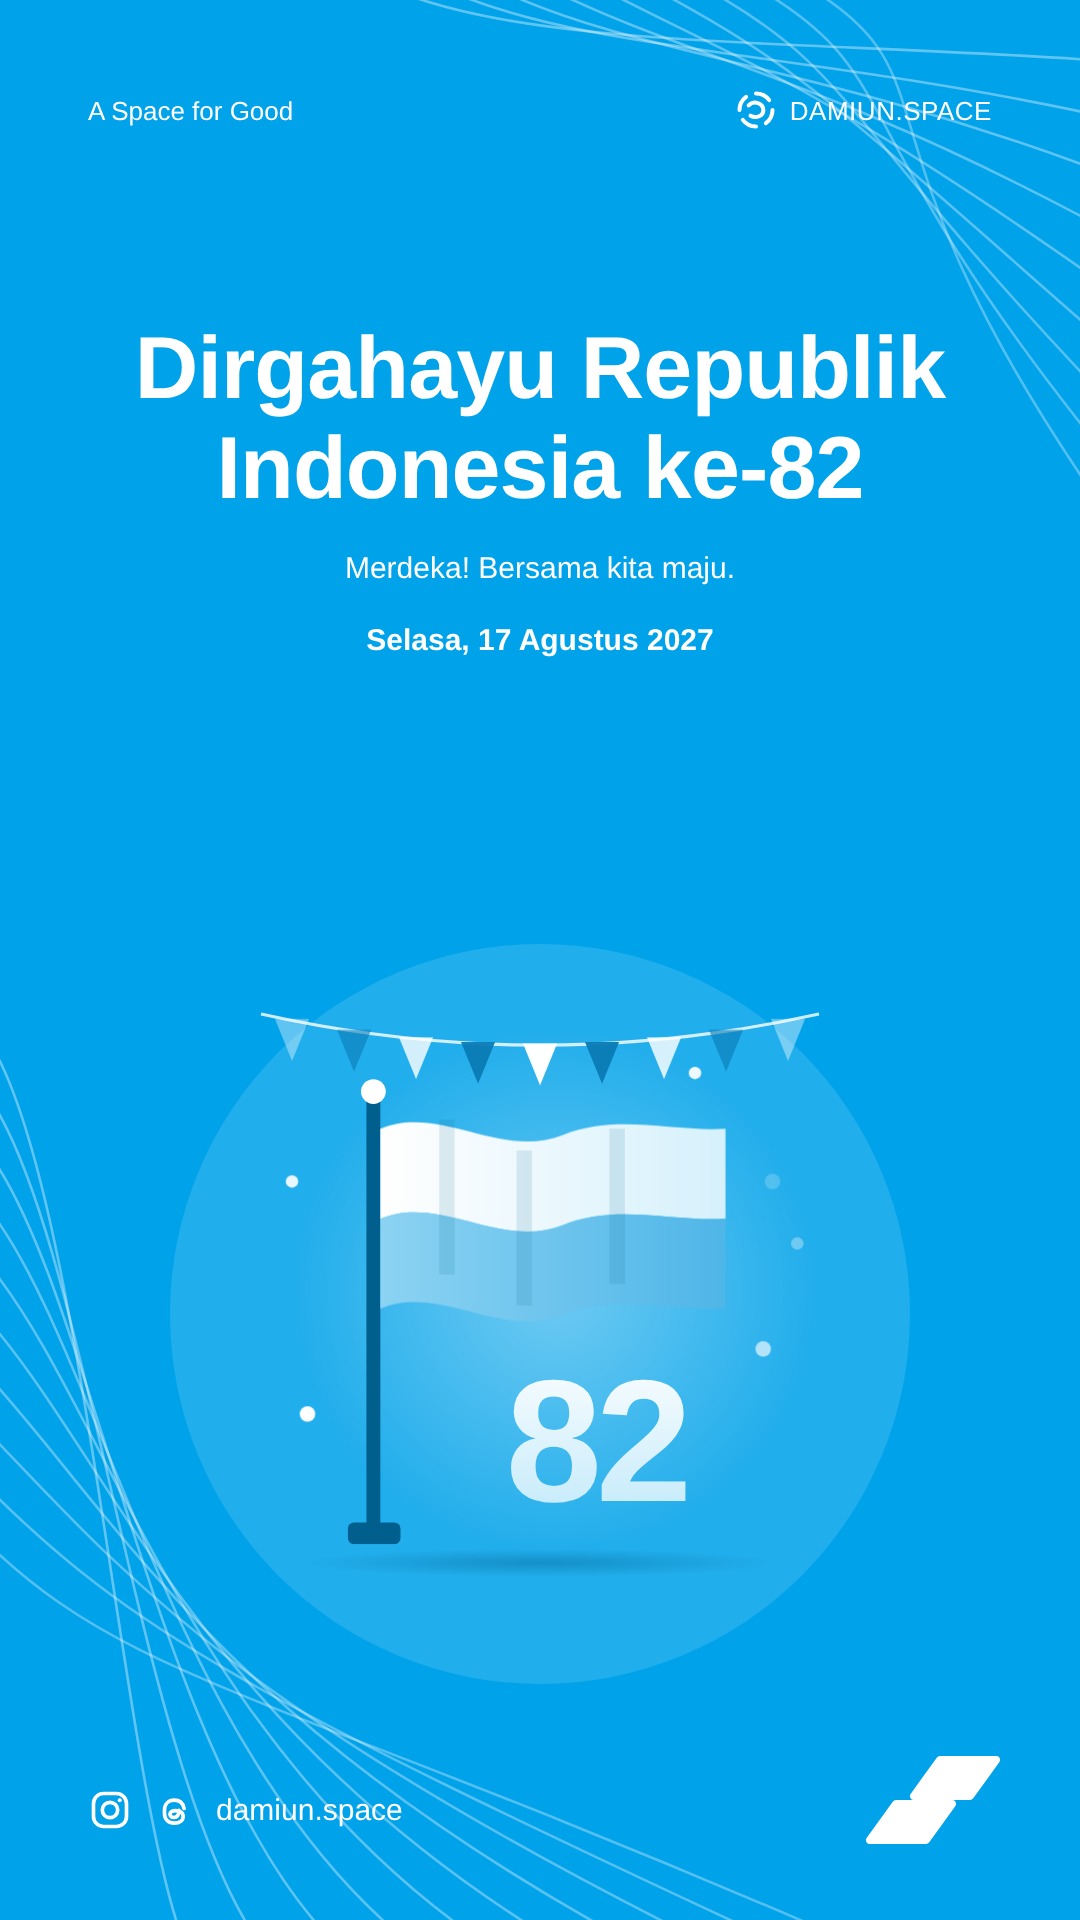 A Space for Good
DAMIUN.SPACE
Dirgahayu Republik
Indonesia ke-82
Merdeka! Bersama kita maju.
Selasa, 17 Agustus 2027
82
damiun.space